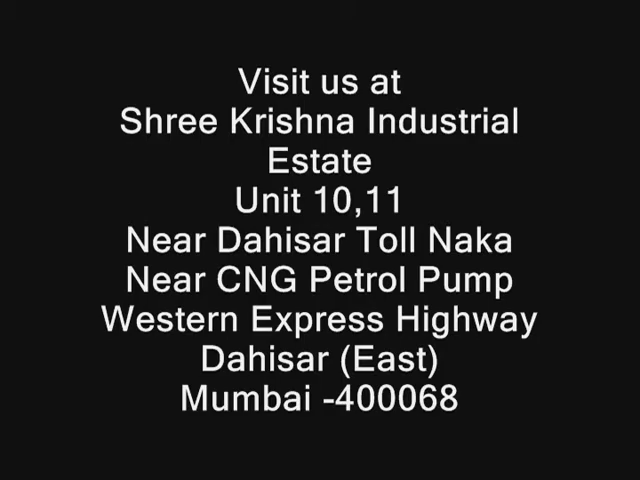 Visit us at
Shree Krishna Industrial
Estate
Unit 10,11
Near Dahisar Toll Naka
Near CNG Petrol Pump
Western Express Highway
Dahisar (East)
Mumbai -400068